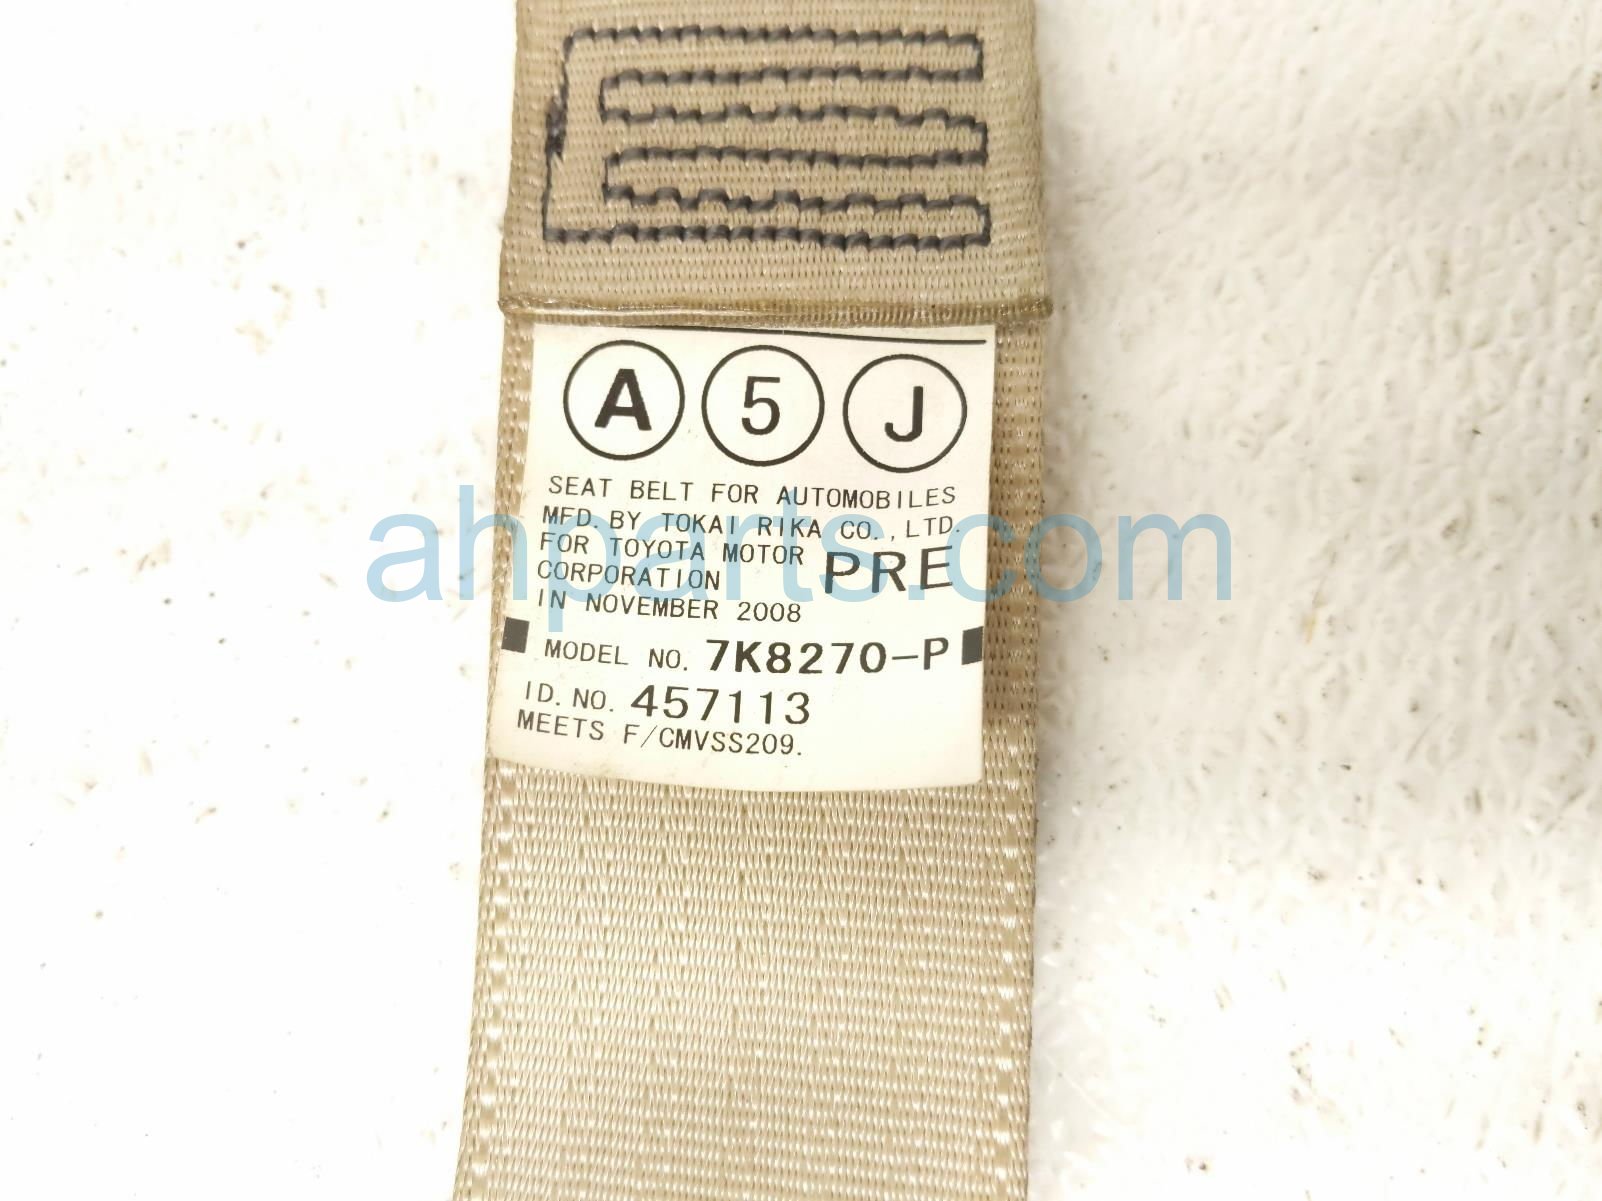 A 5 J
SEAT BELT FOR AUTOMOBILES
MFD. BY TOKAI RIKA CO., LTD.
FOR TOYOTA MOTOR PRE
CORPORATION
IN NOVEMBER 2008
MODEL NO. 7K8270-P
ID. NO. 457113
MEETS F/CMVSS209.
ahparts.com